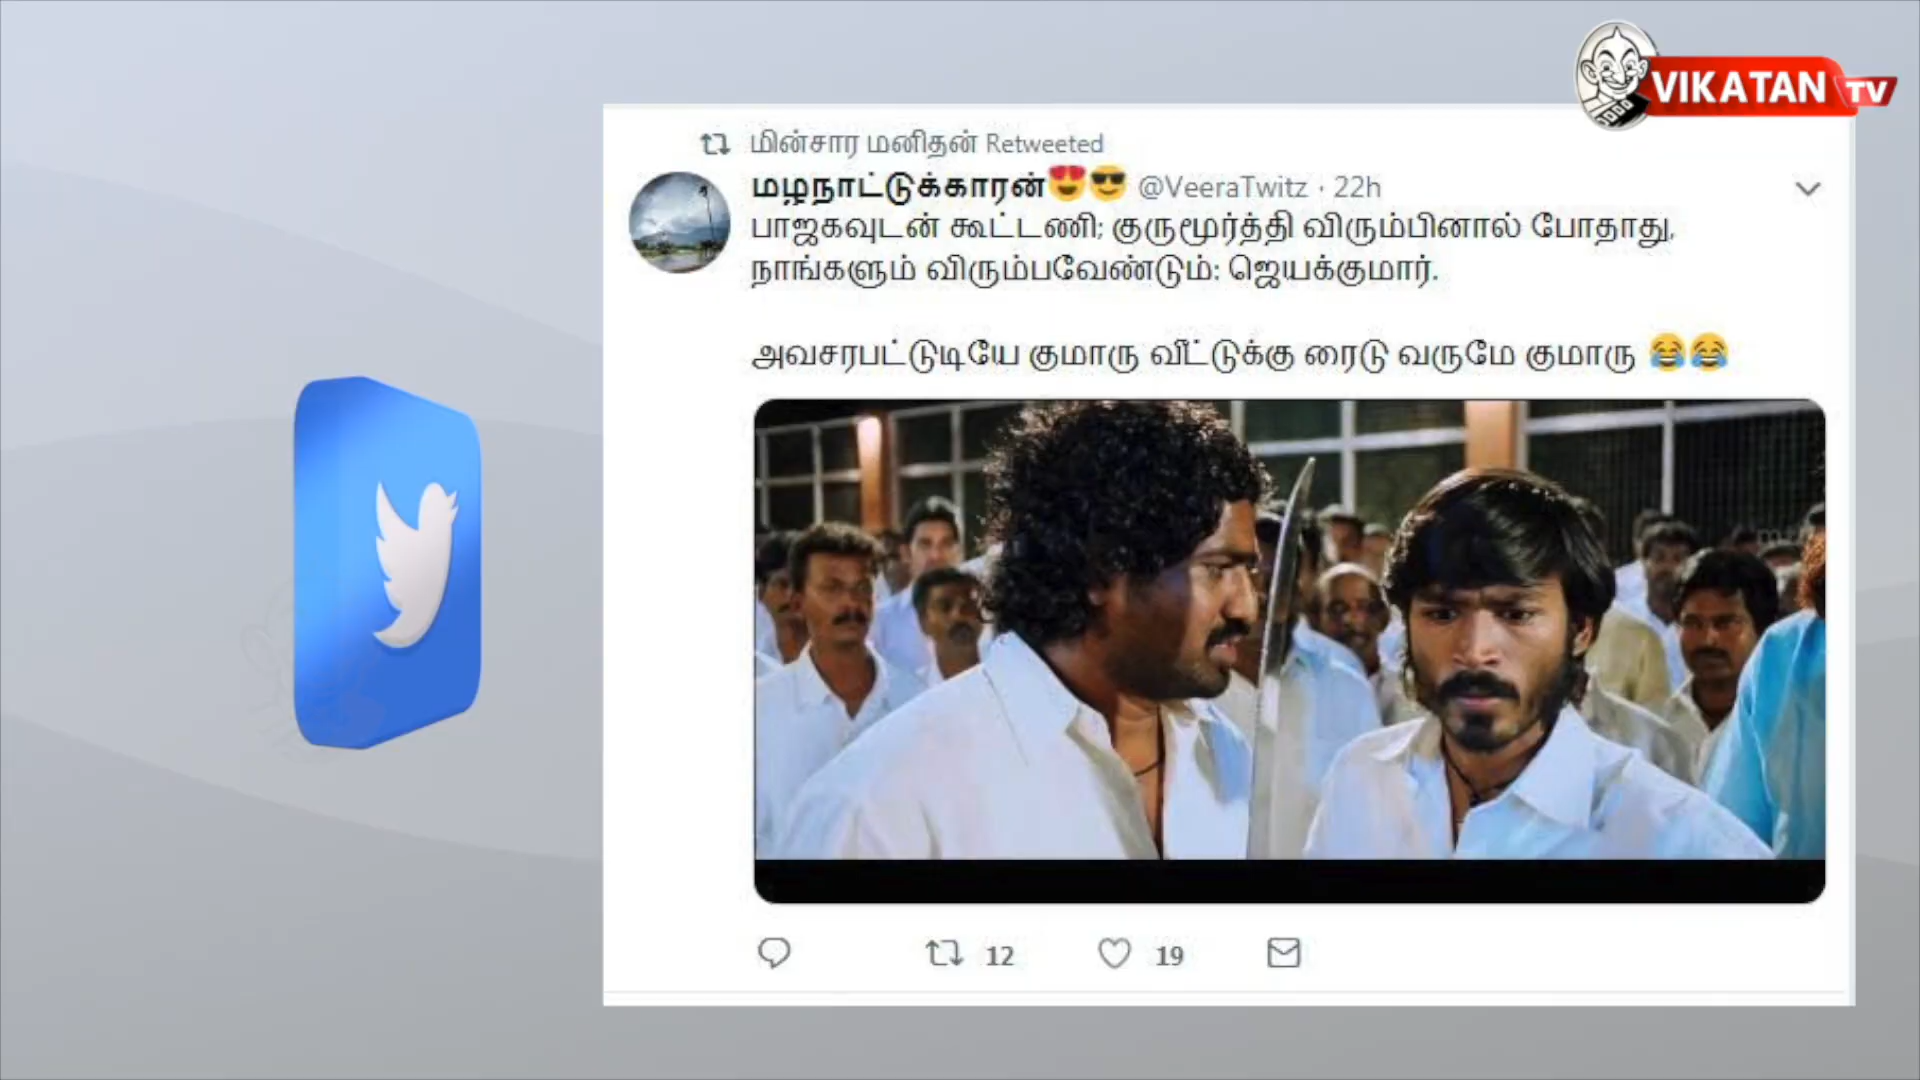 VIKATAN TV
மின்சார மனிதன் Retweeted
மழநாட்டுக்காரன்😍😎 @VeeraTwitz · 22h
பாஜகவுடன் கூட்டணி; குருமூர்த்தி விரும்பினால் போதாது,
நாங்களும் விரும்பவேண்டும்: ஜெயக்குமார்.
அவசரபட்டுடியே குமாரு வீட்டுக்கு ரைடு வருமே குமாரு 😂😂
12 19